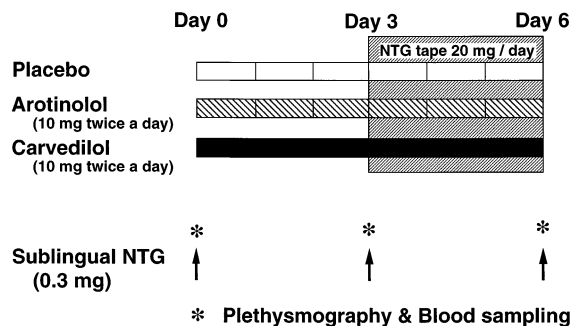 Day 0 Day 3 Day 6
NTG tape 20 mg / day
Placebo
Arotinolol
(10 mg twice a day)
Carvedilol
(10 mg twice a day)
* * *
Sublingual NTG
(0.3 mg)
* Plethysmography & Blood sampling